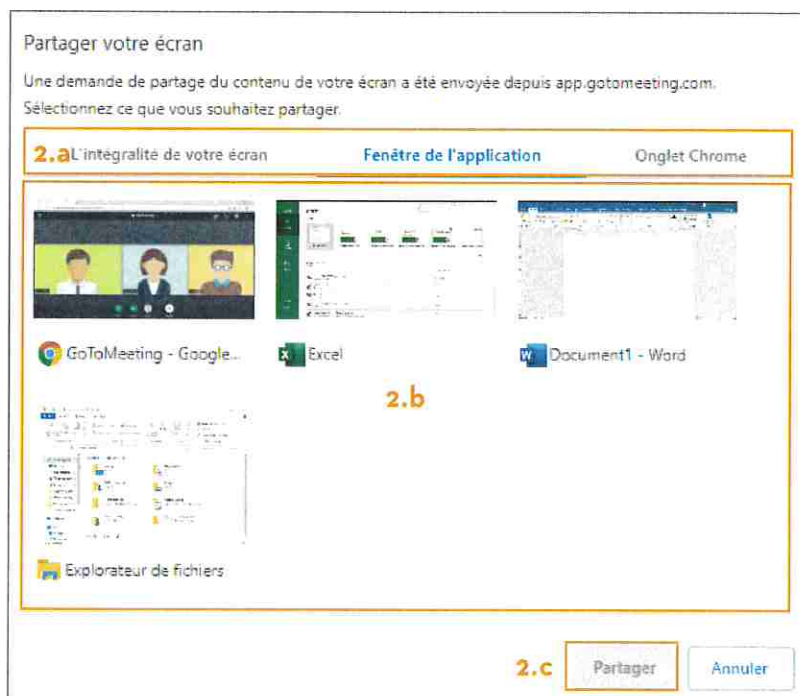 Partager votre écran
Une demande de partage du contenu de votre écran a été envoyée depuis app.gotomeeting.com.
Sélectionnez ce que vous souhaitez partager.
2.a L'intégralité de votre écran Fenêtre de l'application Onglet Chrome
GoToMeeting - Google... Excel Document1 - Word
2.b
Explorateur de fichiers
2.c Partager Annuler